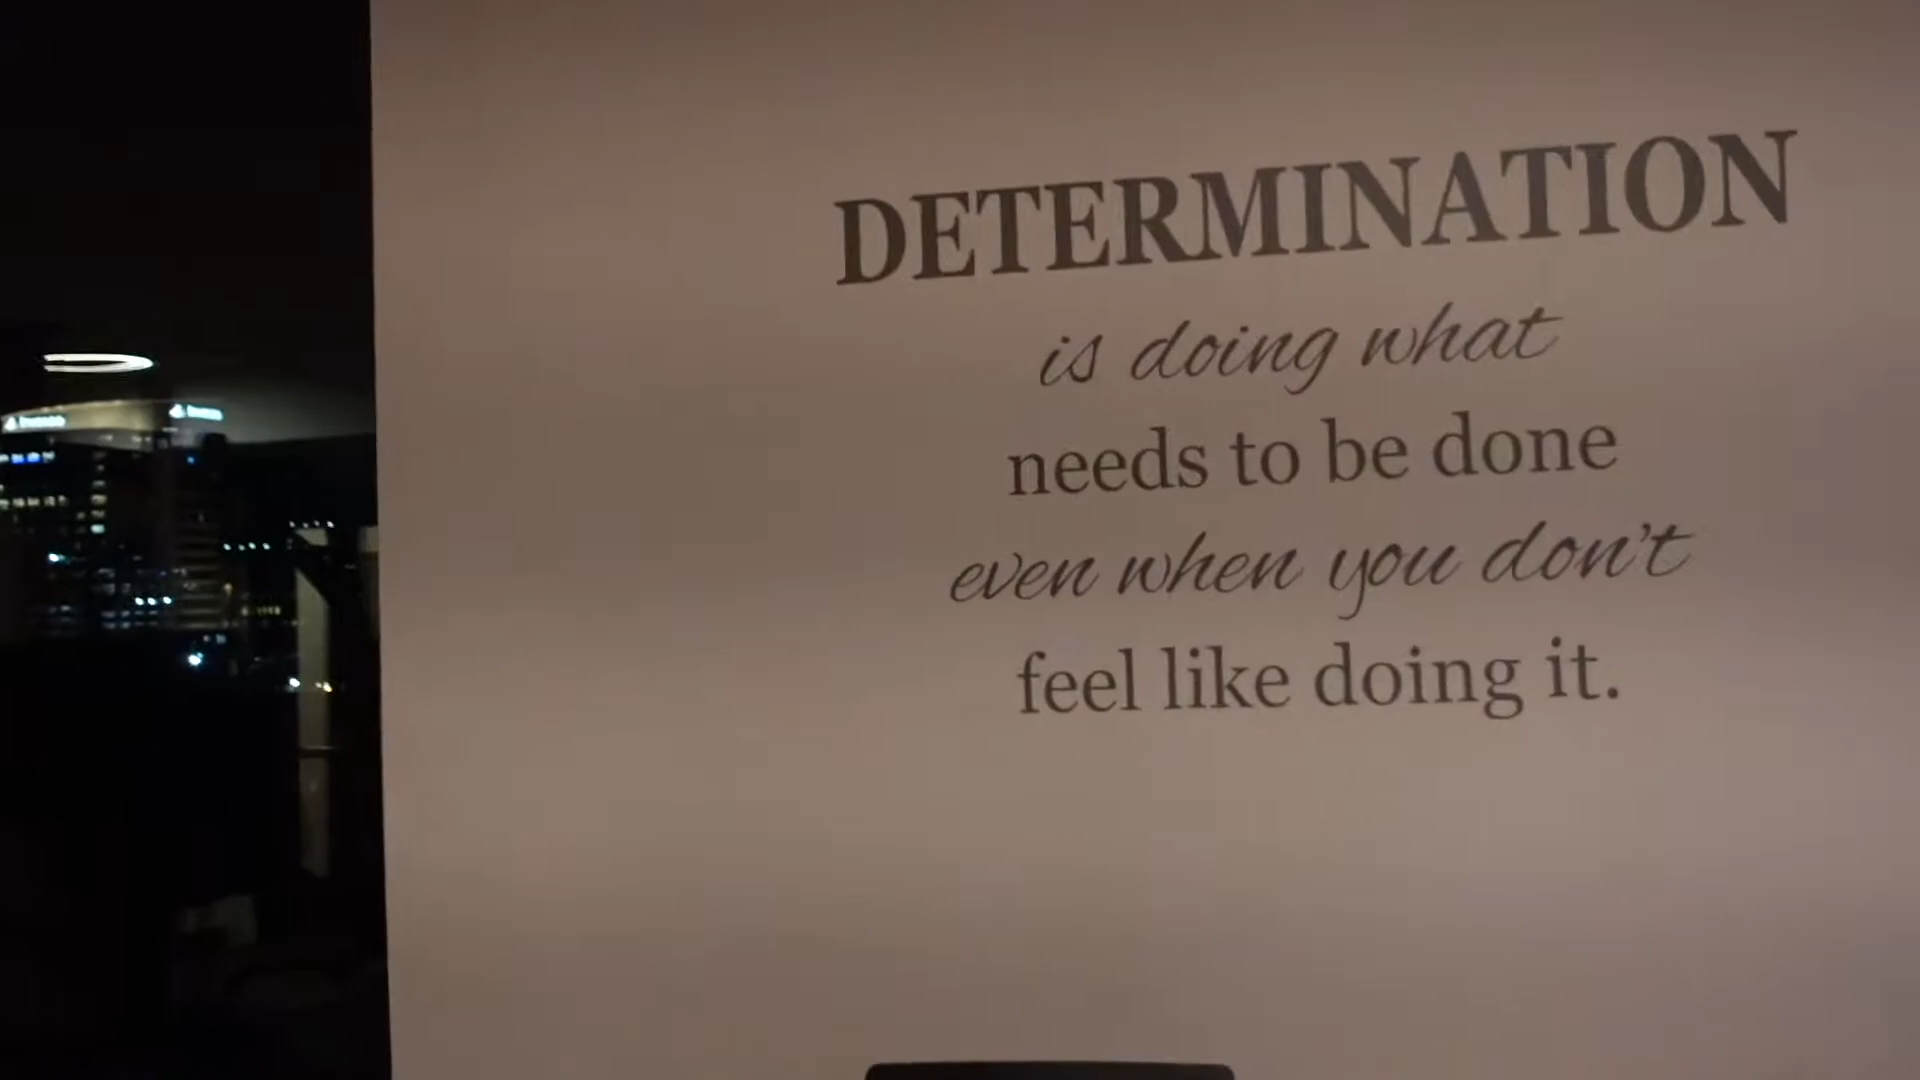 DETERMINATION
is doing what
needs to be done
even when you don't
feel like doing it.